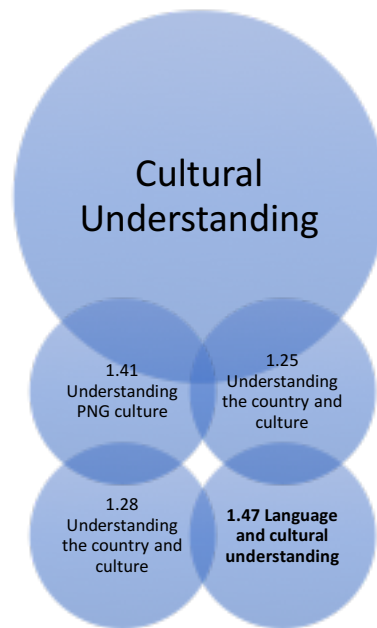 Cultural
Understanding
1.41
Understanding
PNG culture
1.25
Understanding
the country and
culture
1.28
Understanding
the country and
culture
1.47 Language
and cultural
understanding